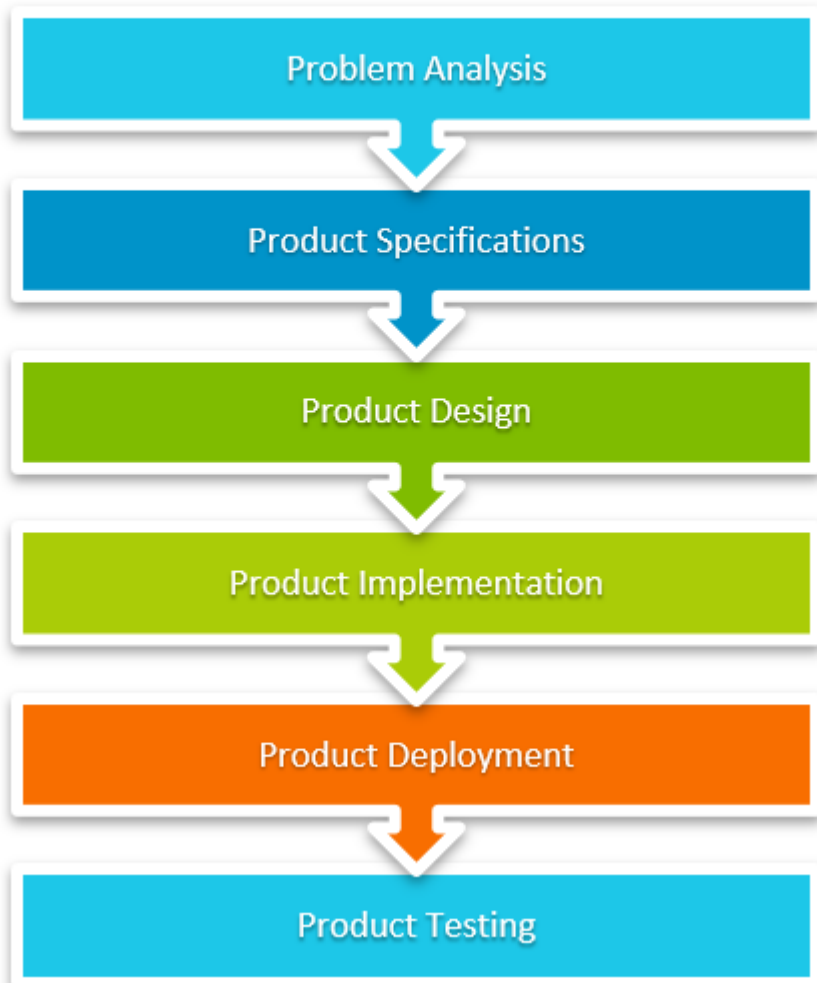 Problem Analysis
Product Specifications
Product Design
Product Implementation
Product Deployment
Product Testing